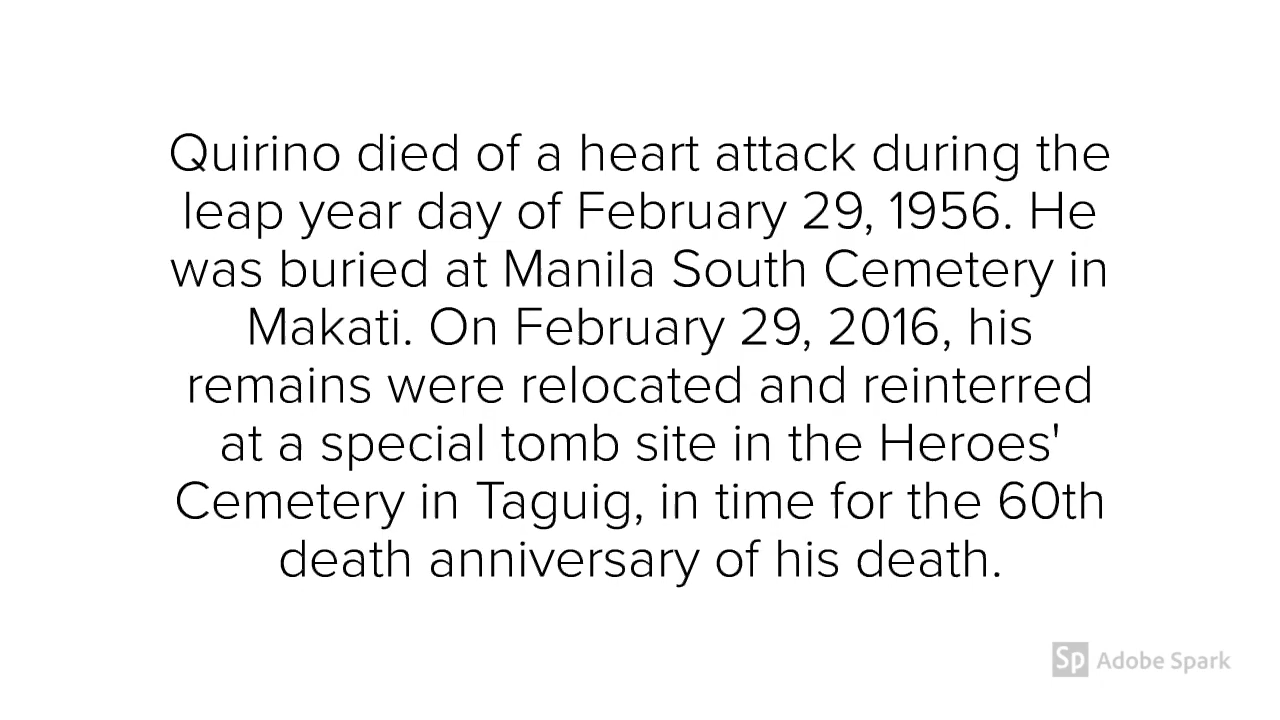 Quirino died of a heart attack during the
leap year day of February 29, 1956. He
was buried at Manila South Cemetery in
Makati. On February 29, 2016, his
remains were relocated and reinterred
at a special tomb site in the Heroes'
Cemetery in Taguig, in time for the 60th
death anniversary of his death.
Sp Adobe Spark